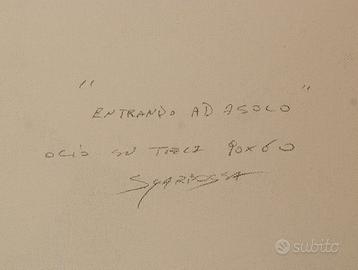 " ENTRANDO AD ASOLO "
OLIO SU TELA 90x60
SGARBOSSA
subito